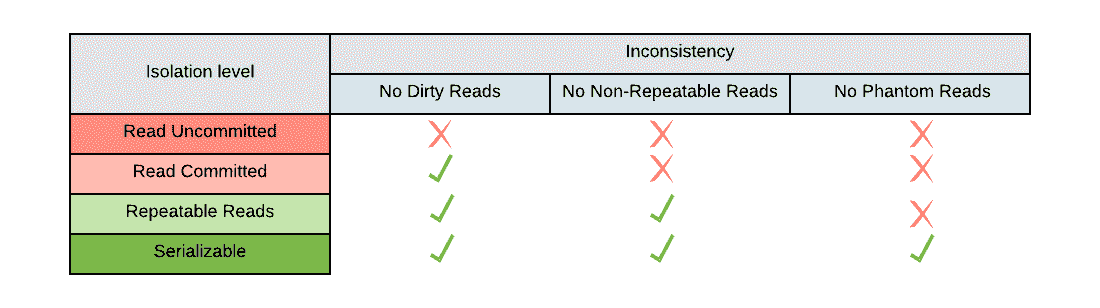 Isolation level
Inconsistency
No Dirty Reads
No Non-Repeatable Reads
No Phantom Reads
Read Uncommitted
Read Committed
Repeatable Reads
Serializable